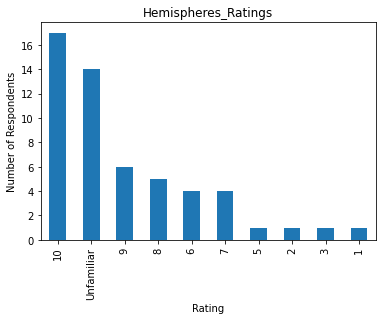 Hemispheres_Ratings
Number of Respondents
16
14
12
10
8
6
4
2
0
10 Unfamiliar 9 8 6 7 5 2 3 1
Rating